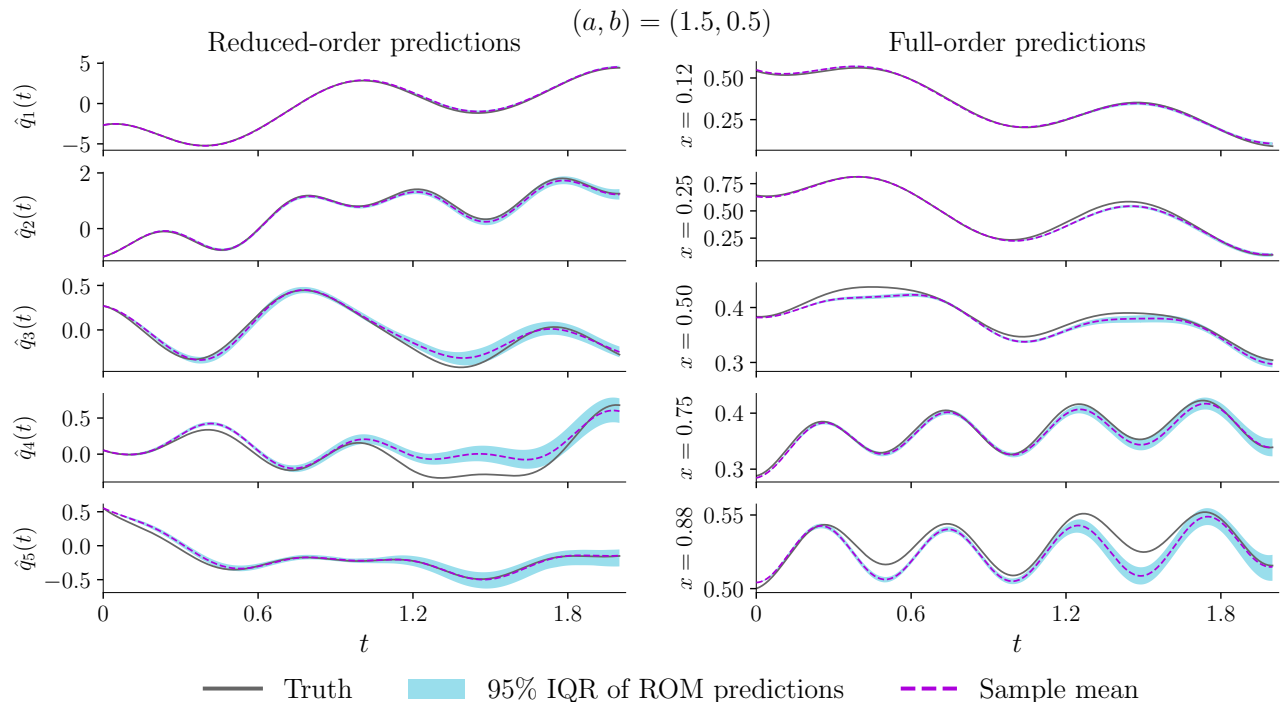 (a, b) = (1.5, 0.5)
Reduced-order predictions
5
0
−5
q̂₁(t)
2
0
q̂₂(t)
0.5
0.0
q̂₃(t)
0.5
0.0
q̂₄(t)
0.5
0.0
−0.5
q̂₅(t)
0 0.6 1.2 1.8
t
Full-order predictions
0.50
0.25
x = 0.12
0.75
0.50
0.25
x = 0.25
0.4
0.3
x = 0.50
0.4
0.3
x = 0.75
0.55
0.50
x = 0.88
0 0.6 1.2 1.8
t
Truth 95% IQR of ROM predictions Sample mean